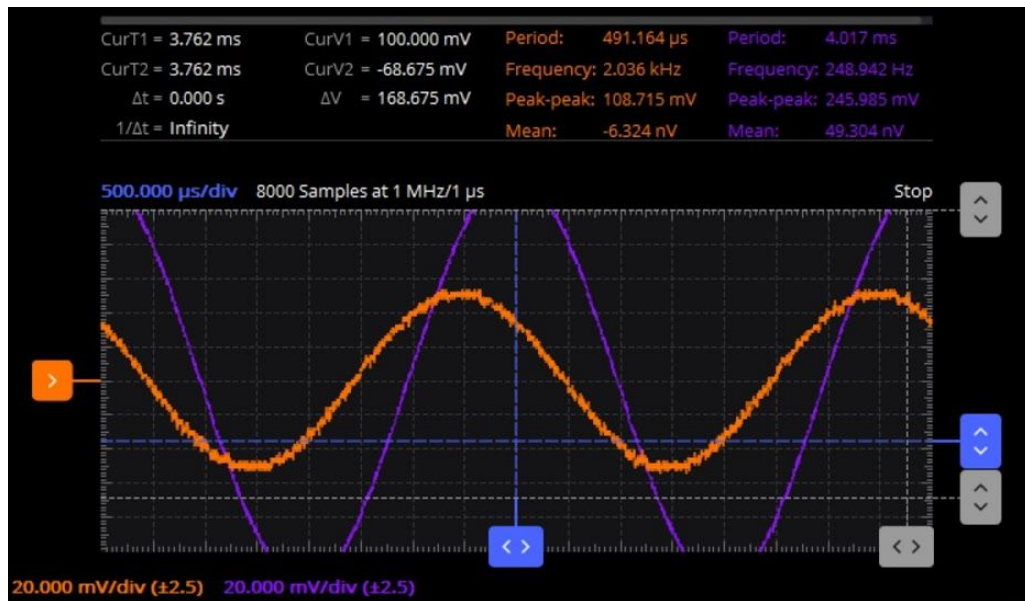 CurT1 = 3.762 ms CurV1 = 100.000 mV Period: 491.164 µs Period: 4.017 ms
CurT2 = 3.762 ms CurV2 = -68.675 mV Frequency: 2.036 kHz Frequency: 248.942 Hz
Δt = 0.000 s ΔV = 168.675 mV Peak-peak: 108.715 mV Peak-peak: 245.985 mV
1/Δt = Infinity Mean: -6.324 nV Mean: 49.304 nV
500.000 µs/div 8000 Samples at 1 MHz/1 µs Stop
20.000 mV/div (±2.5) 20.000 mV/div (±2.5)